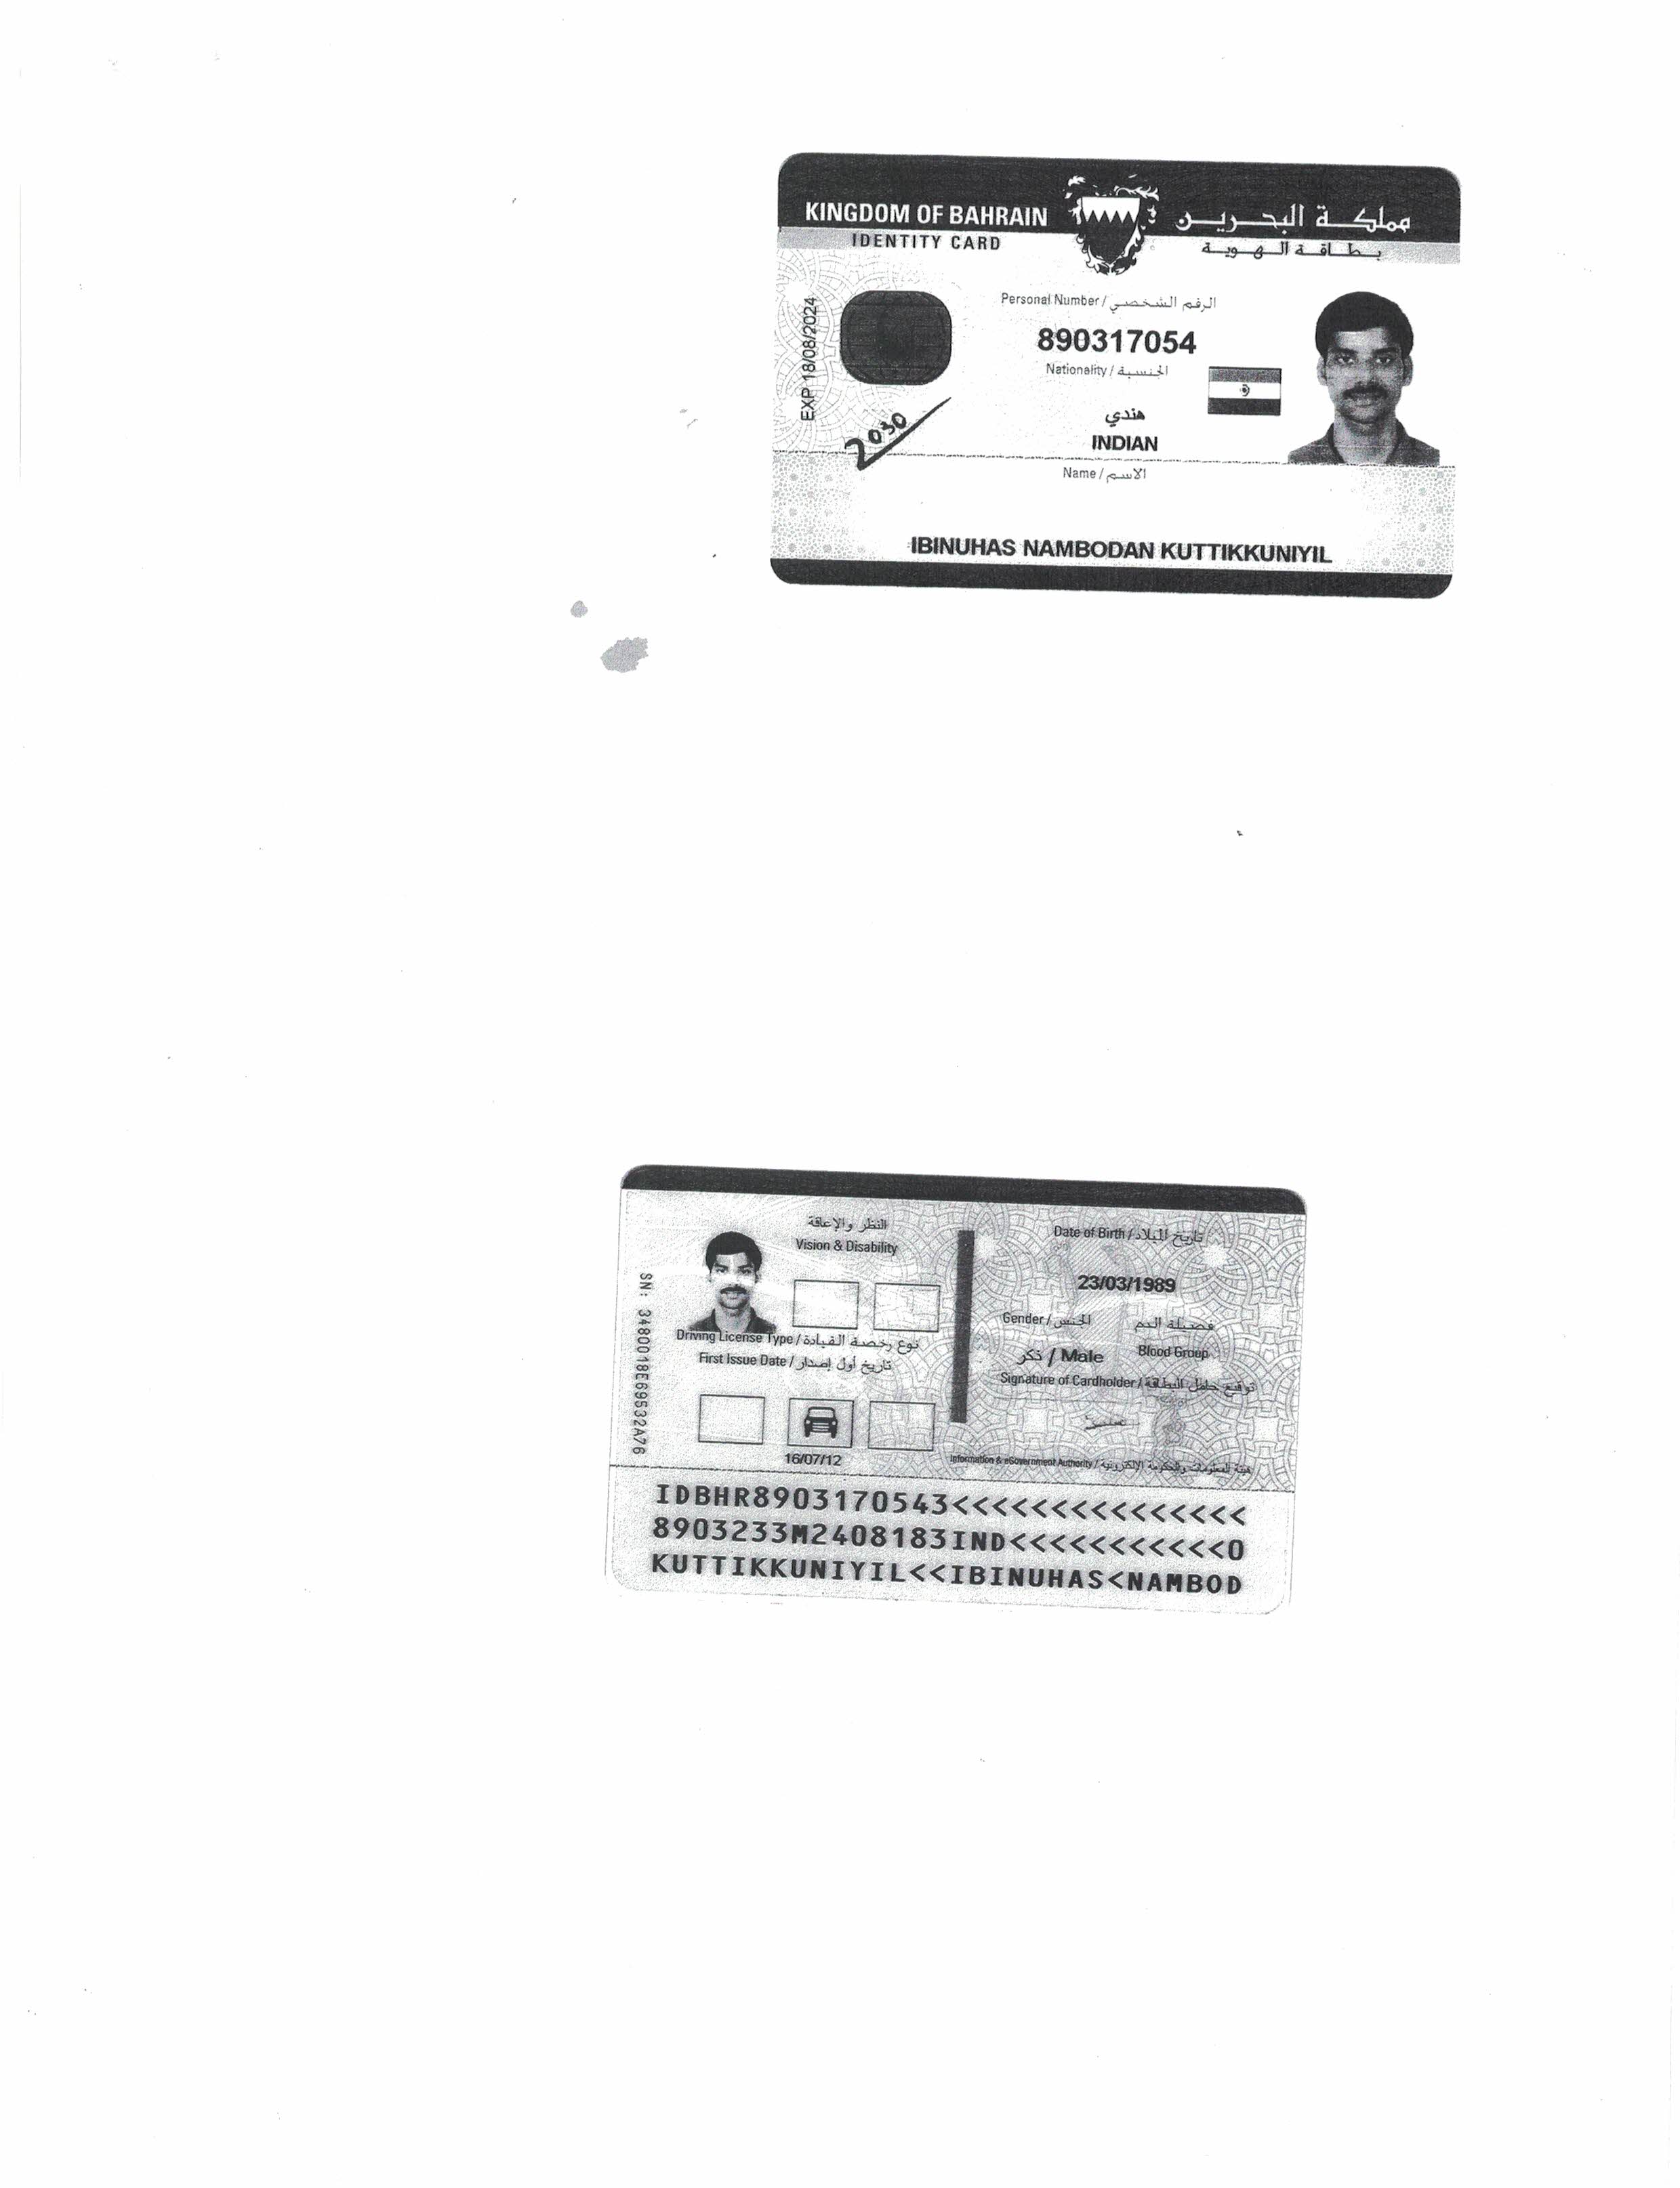 KINGDOM OF BAHRAIN مملكة البحرين
IDENTITY CARD بطاقة الهوية
Personal Number / الرقم الشخصي
890317054
EXP 18/08/2024
Nationality / الجنسية
هندي
INDIAN
2030
Name / الاسم
IBINUHAS NAMBODAN KUTTIKKUNIYIL
النظر والإعاقة
Vision & Disability
Driving License Type / نوع رخصة القيادة
First Issue Date / تاريخ أول إصدار
16/07/12
SN: 3480018E69532A76
Date of Birth / تاريخ الميلاد
23/03/1989
Gender / الجنس فصيلة الدم
ذكر / Male Blood Group
Signature of Cardholder / توقيع حامل البطاقة
Information & eGovernment Authority / هيئة المعلومات والحكومة الإلكترونية
IDBHR8903170543<<<<<<<<<<<<<<<
8903233M2408183IND<<<<<<<<<<<0
KUTTIKKUNIYIL<<IBINUHAS<NAMBOD